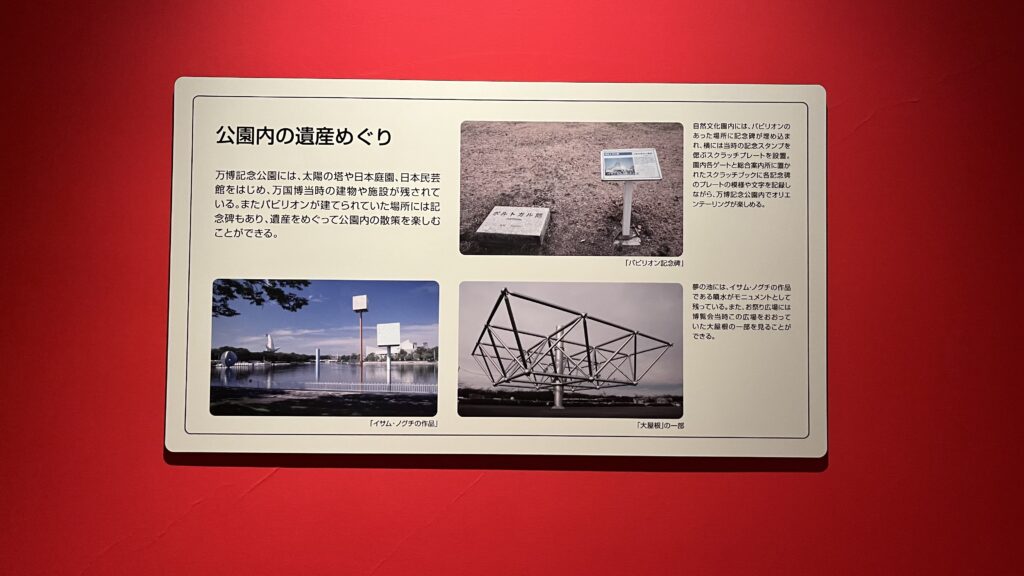 公園内の遺産めぐり
万博記念公園には、太陽の塔や日本庭園、日本民芸
館をはじめ、万国博当時の建物や施設が残されて
いる。またパビリオンが建てられていた場所には記
念碑もあり、遺産をめぐって公園内の散策を楽しむ
ことができる。
ポルトガル館
「パビリオン記念碑」
自然文化園内には、パビリオンの
あった場所に記念碑が埋め込ま
れ、横には当時の記念スタンプを
偲ぶスクラッチプレートを設置。
園内各ゲートと総合案内所に置か
れたスクラッチブックに各記念碑
のプレートの模様や文字を記録し
ながら、万博記念公園内でオリエ
ンテーリングが楽しめる。
「イサム・ノグチの作品」
「大屋根」の一部
夢の池には、イサム・ノグチの作品
である噴水がモニュメントとして
残っている。また、お祭り広場には
博覧会当時この広場をおおって
いた大屋根の一部を見ることが
できる。